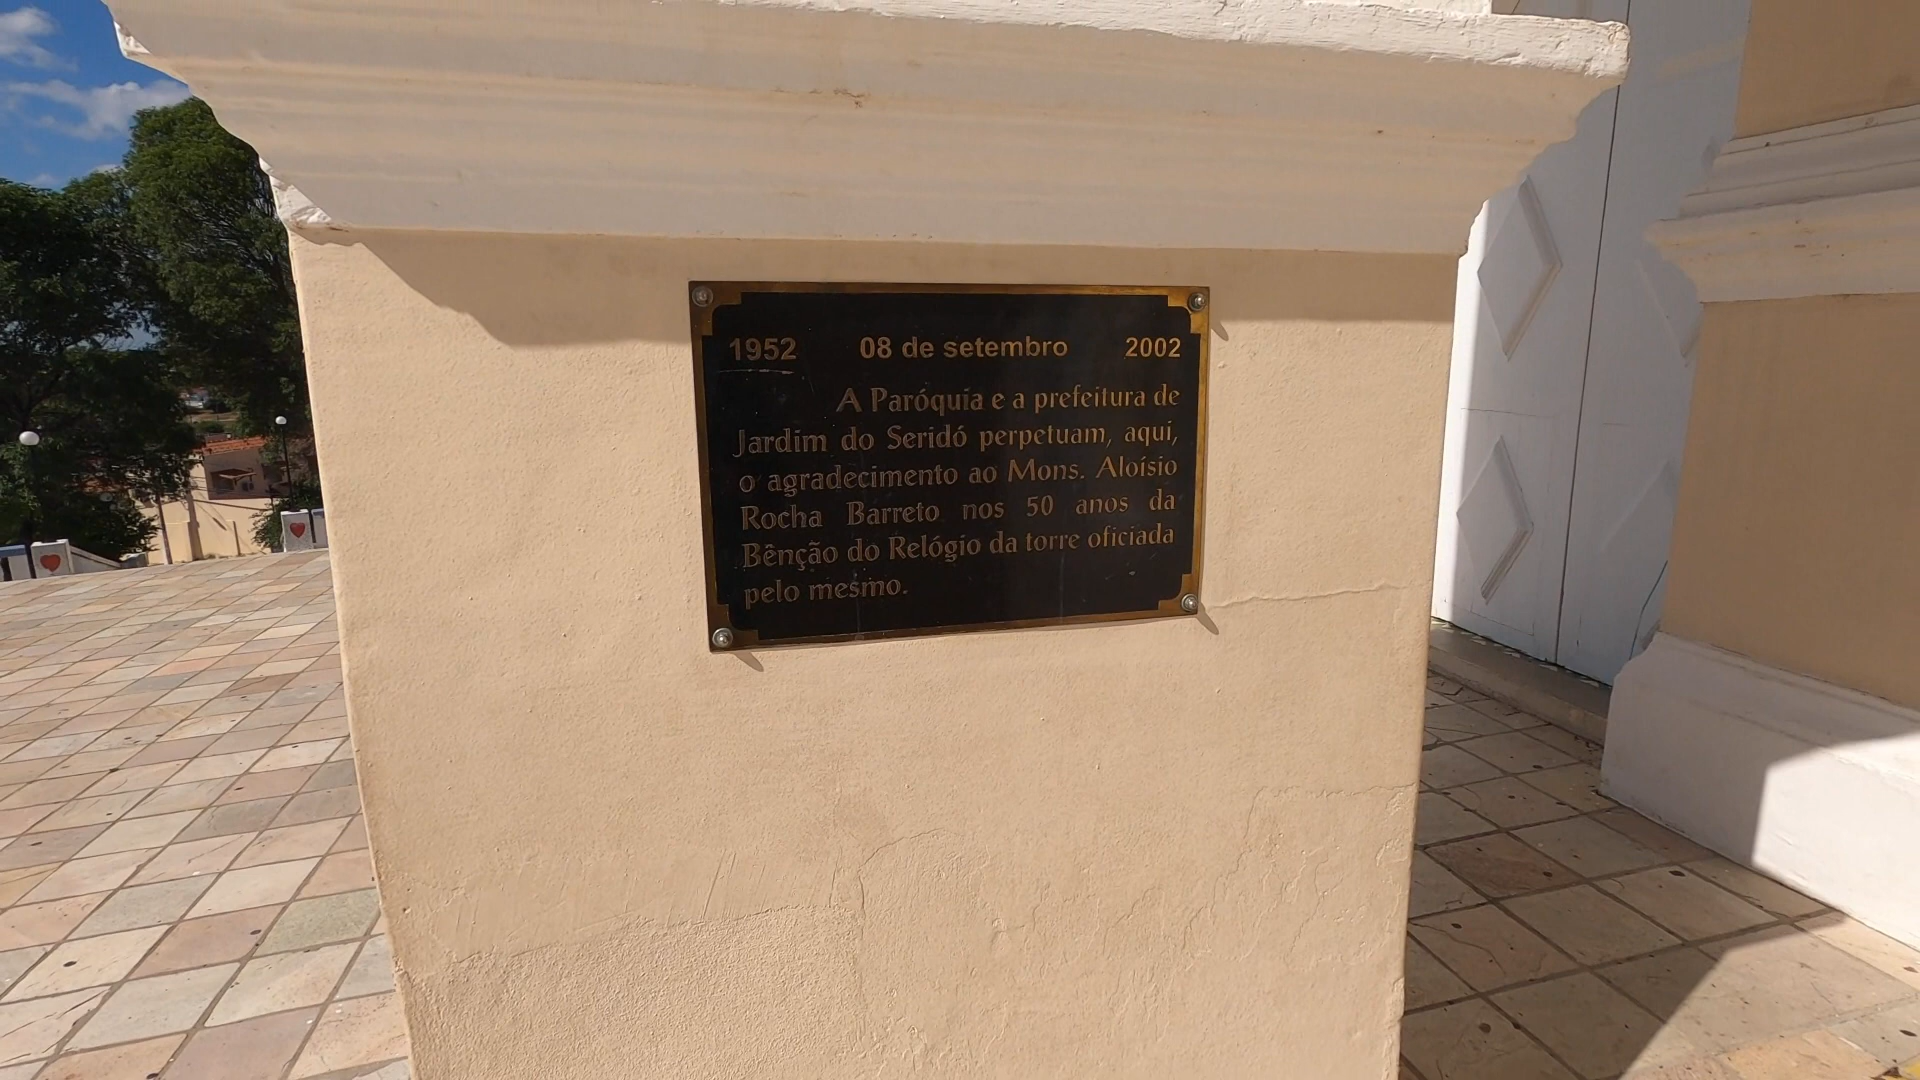 1952 08 de setembro 2002
A Paróquia e a prefeitura de
Jardim do Seridó perpetuam, aqui,
o agradecimento ao Mons. Aloísio
Rocha Barreto nos 50 anos da
Bênção do Relógio da torre oficiada
pelo mesmo.